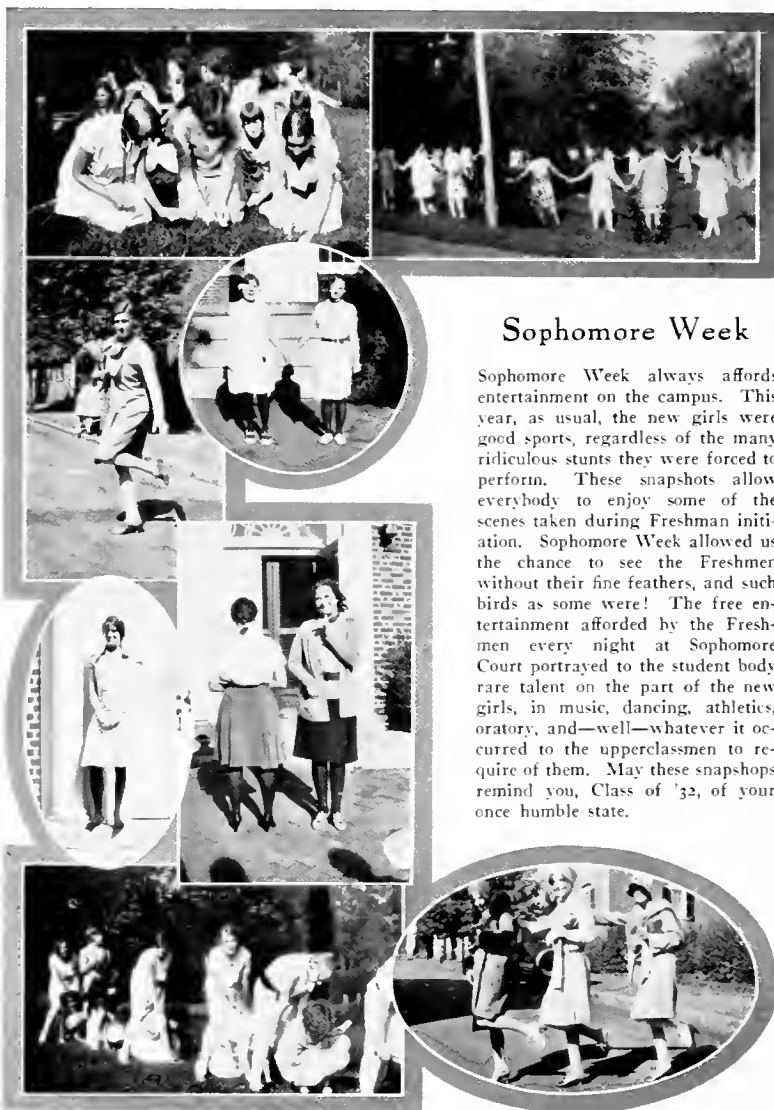 Sophomore Week
Sophomore Week always affords
entertainment on the campus. This
year, as usual, the new girls were
good sports, regardless of the many
ridiculous stunts they were forced to
perform. These snapshots allow
everybody to enjoy some of the
scenes taken during Freshman initi-
ation. Sophomore Week allowed us
the chance to see the Freshmen
without their fine feathers, and such
birds as some were! The free en-
tertainment afforded by the Fresh-
men every night at Sophomore
Court portrayed to the student body
rare talent on the part of the new
girls, in music, dancing, athletics,
oratory, and—well—whatever it oc-
curred to the upperclassmen to re-
quire of them. May these snapshops
remind you, Class of '32, of your
once humble state.